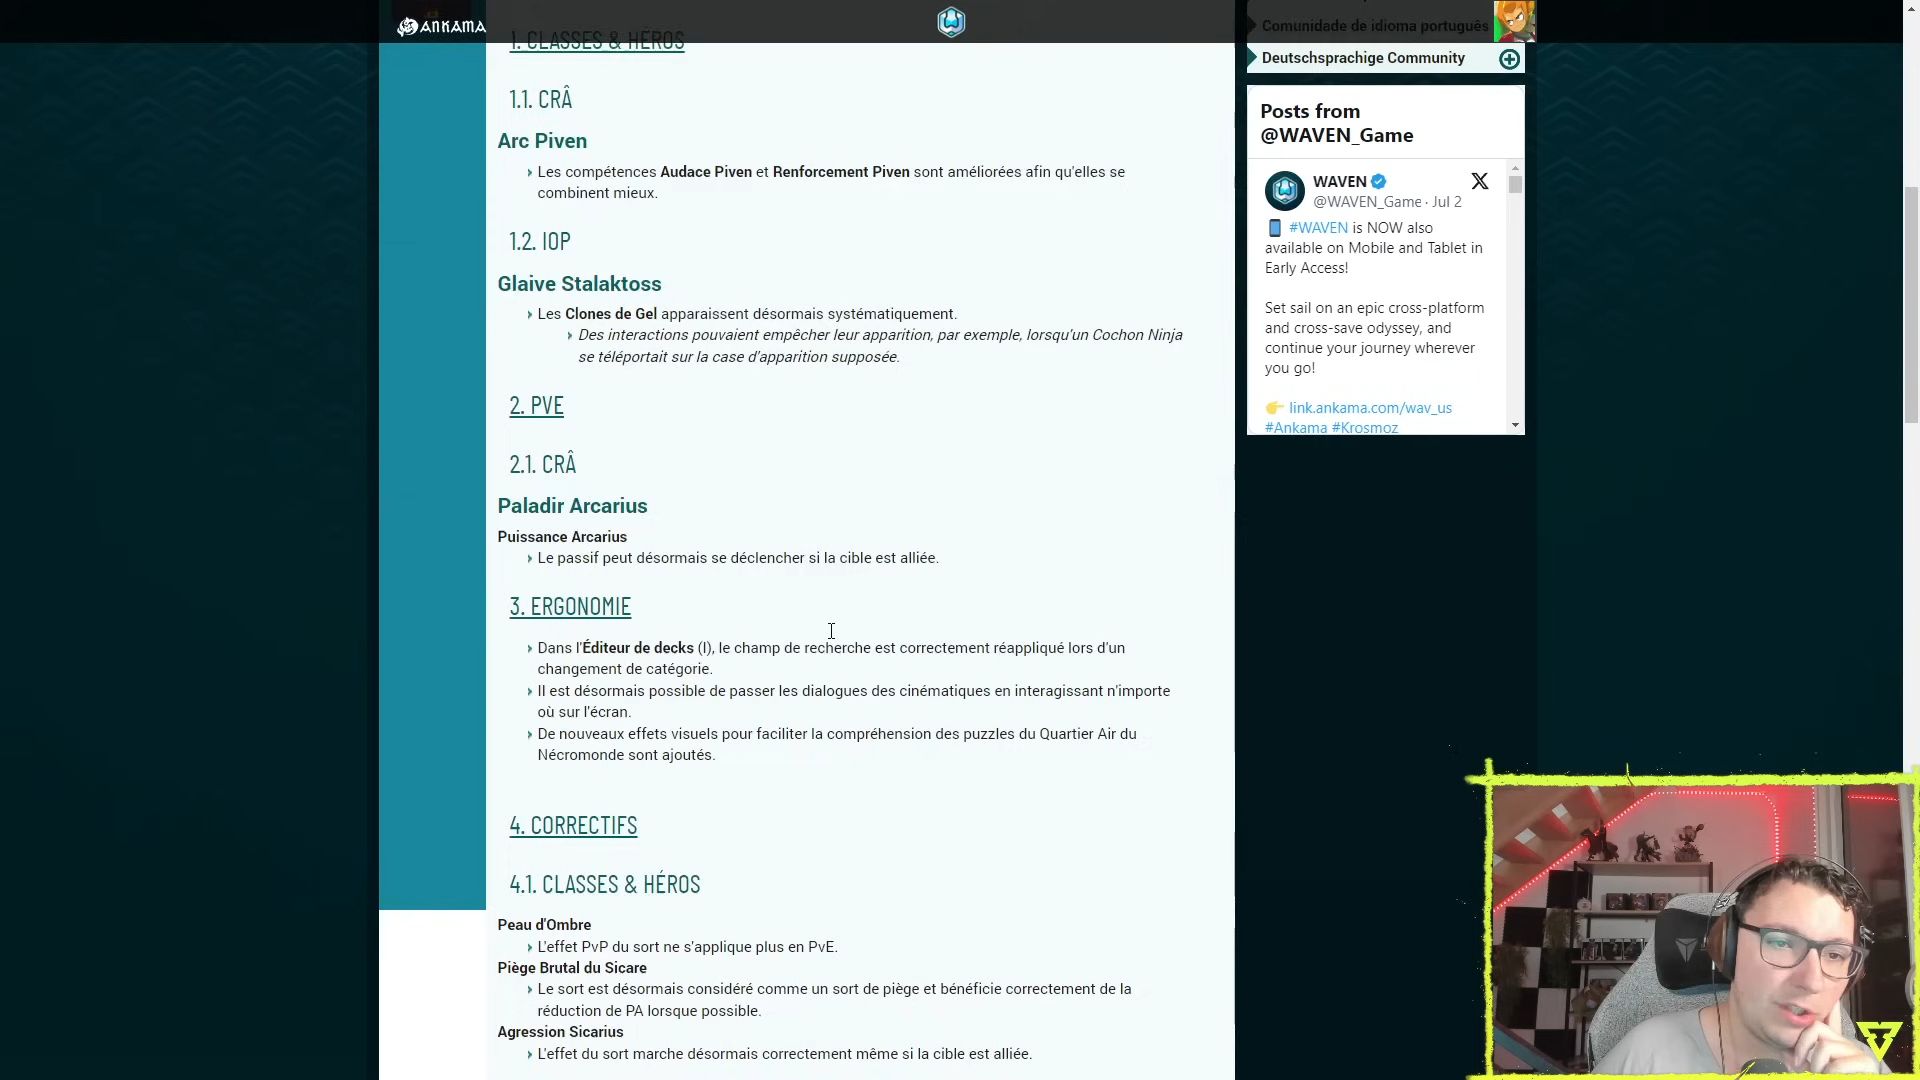 ANKAMA
1. CLASSES & HÉROS
1.1. CRÂ
Arc Piven
Les compétences Audace Piven et Renforcement Piven sont améliorées afin qu'elles se
combinent mieux.
1.2. IOP
Glaive Stalaktoss
Les Clones de Gel apparaissent désormais systématiquement.
Des interactions pouvaient empêcher leur apparition, par exemple, lorsqu'un Cochon Ninja
se téléportait sur la case d'apparition supposée.
2. PVE
2.1. CRÂ
Paladir Arcarius
Puissance Arcarius
Le passif peut désormais se déclencher si la cible est alliée.
3. ERGONOMIE
Dans l'Éditeur de decks (I), le champ de recherche est correctement réappliqué lors d'un
changement de catégorie.
Il est désormais possible de passer les dialogues des cinématiques en interagissant n'importe
où sur l'écran.
De nouveaux effets visuels pour faciliter la compréhension des puzzles du Quartier Air du
Nécromonde sont ajoutés.
4. CORRECTIFS
4.1. CLASSES & HÉROS
Peau d'Ombre
L'effet PvP du sort ne s'applique plus en PvE.
Piège Brutal du Sicare
Le sort est désormais considéré comme un sort de piège et bénéficie correctement de la
réduction de PA lorsque possible.
Agression Sicarius
L'effet du sort marche désormais correctement même si la cible est alliée.
Comunidade de idioma português
Deutschsprachige Community
Posts from
@WAVEN_Game
WAVEN
@WAVEN_Game · Jul 2
#WAVEN is NOW also
available on Mobile and Tablet in
Early Access!
Set sail on an epic cross-platform
and cross-save odyssey, and
continue your journey wherever
you go!
link.ankama.com/wav_us
#Ankama #Krosmoz